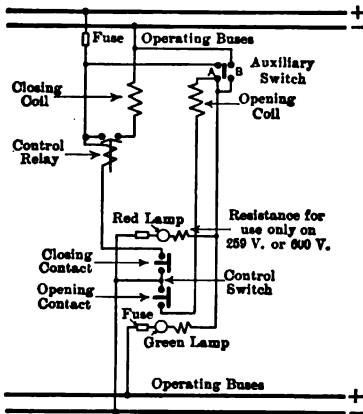 +
Fuse
Operating Buses
−
Auxiliary
Switch
A
B
Closing
Coil
Opening
Coil
Control
Relay
Red Lamp
Resistance for
use only on
259 V. or 600 V.
Closing
Contact
Control
Switch
Opening
Contact
Fuse
Green Lamp
Operating Buses
+
−